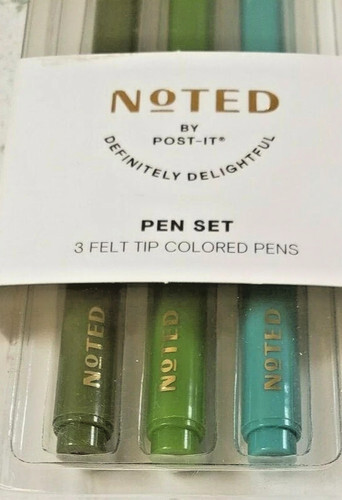 NOTED
BY
POST-IT®
DEFINITELY DELIGHTFUL
PEN SET
3 FELT TIP COLORED PENS
NOTED
NOTED
NOTED